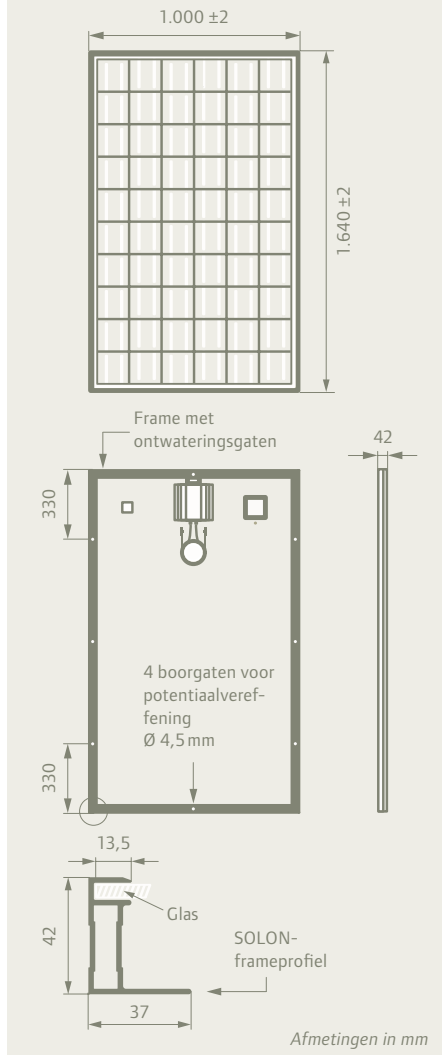 1.000 ±2
1.640 ±2
Frame met
ontwateringsgaten
42
330
4 boorgaten voor
potentiaalveref-
fening
Ø 4,5 mm
330
13,5
Glas
42
SOLON-
frameprofiel
37
Afmetingen in mm